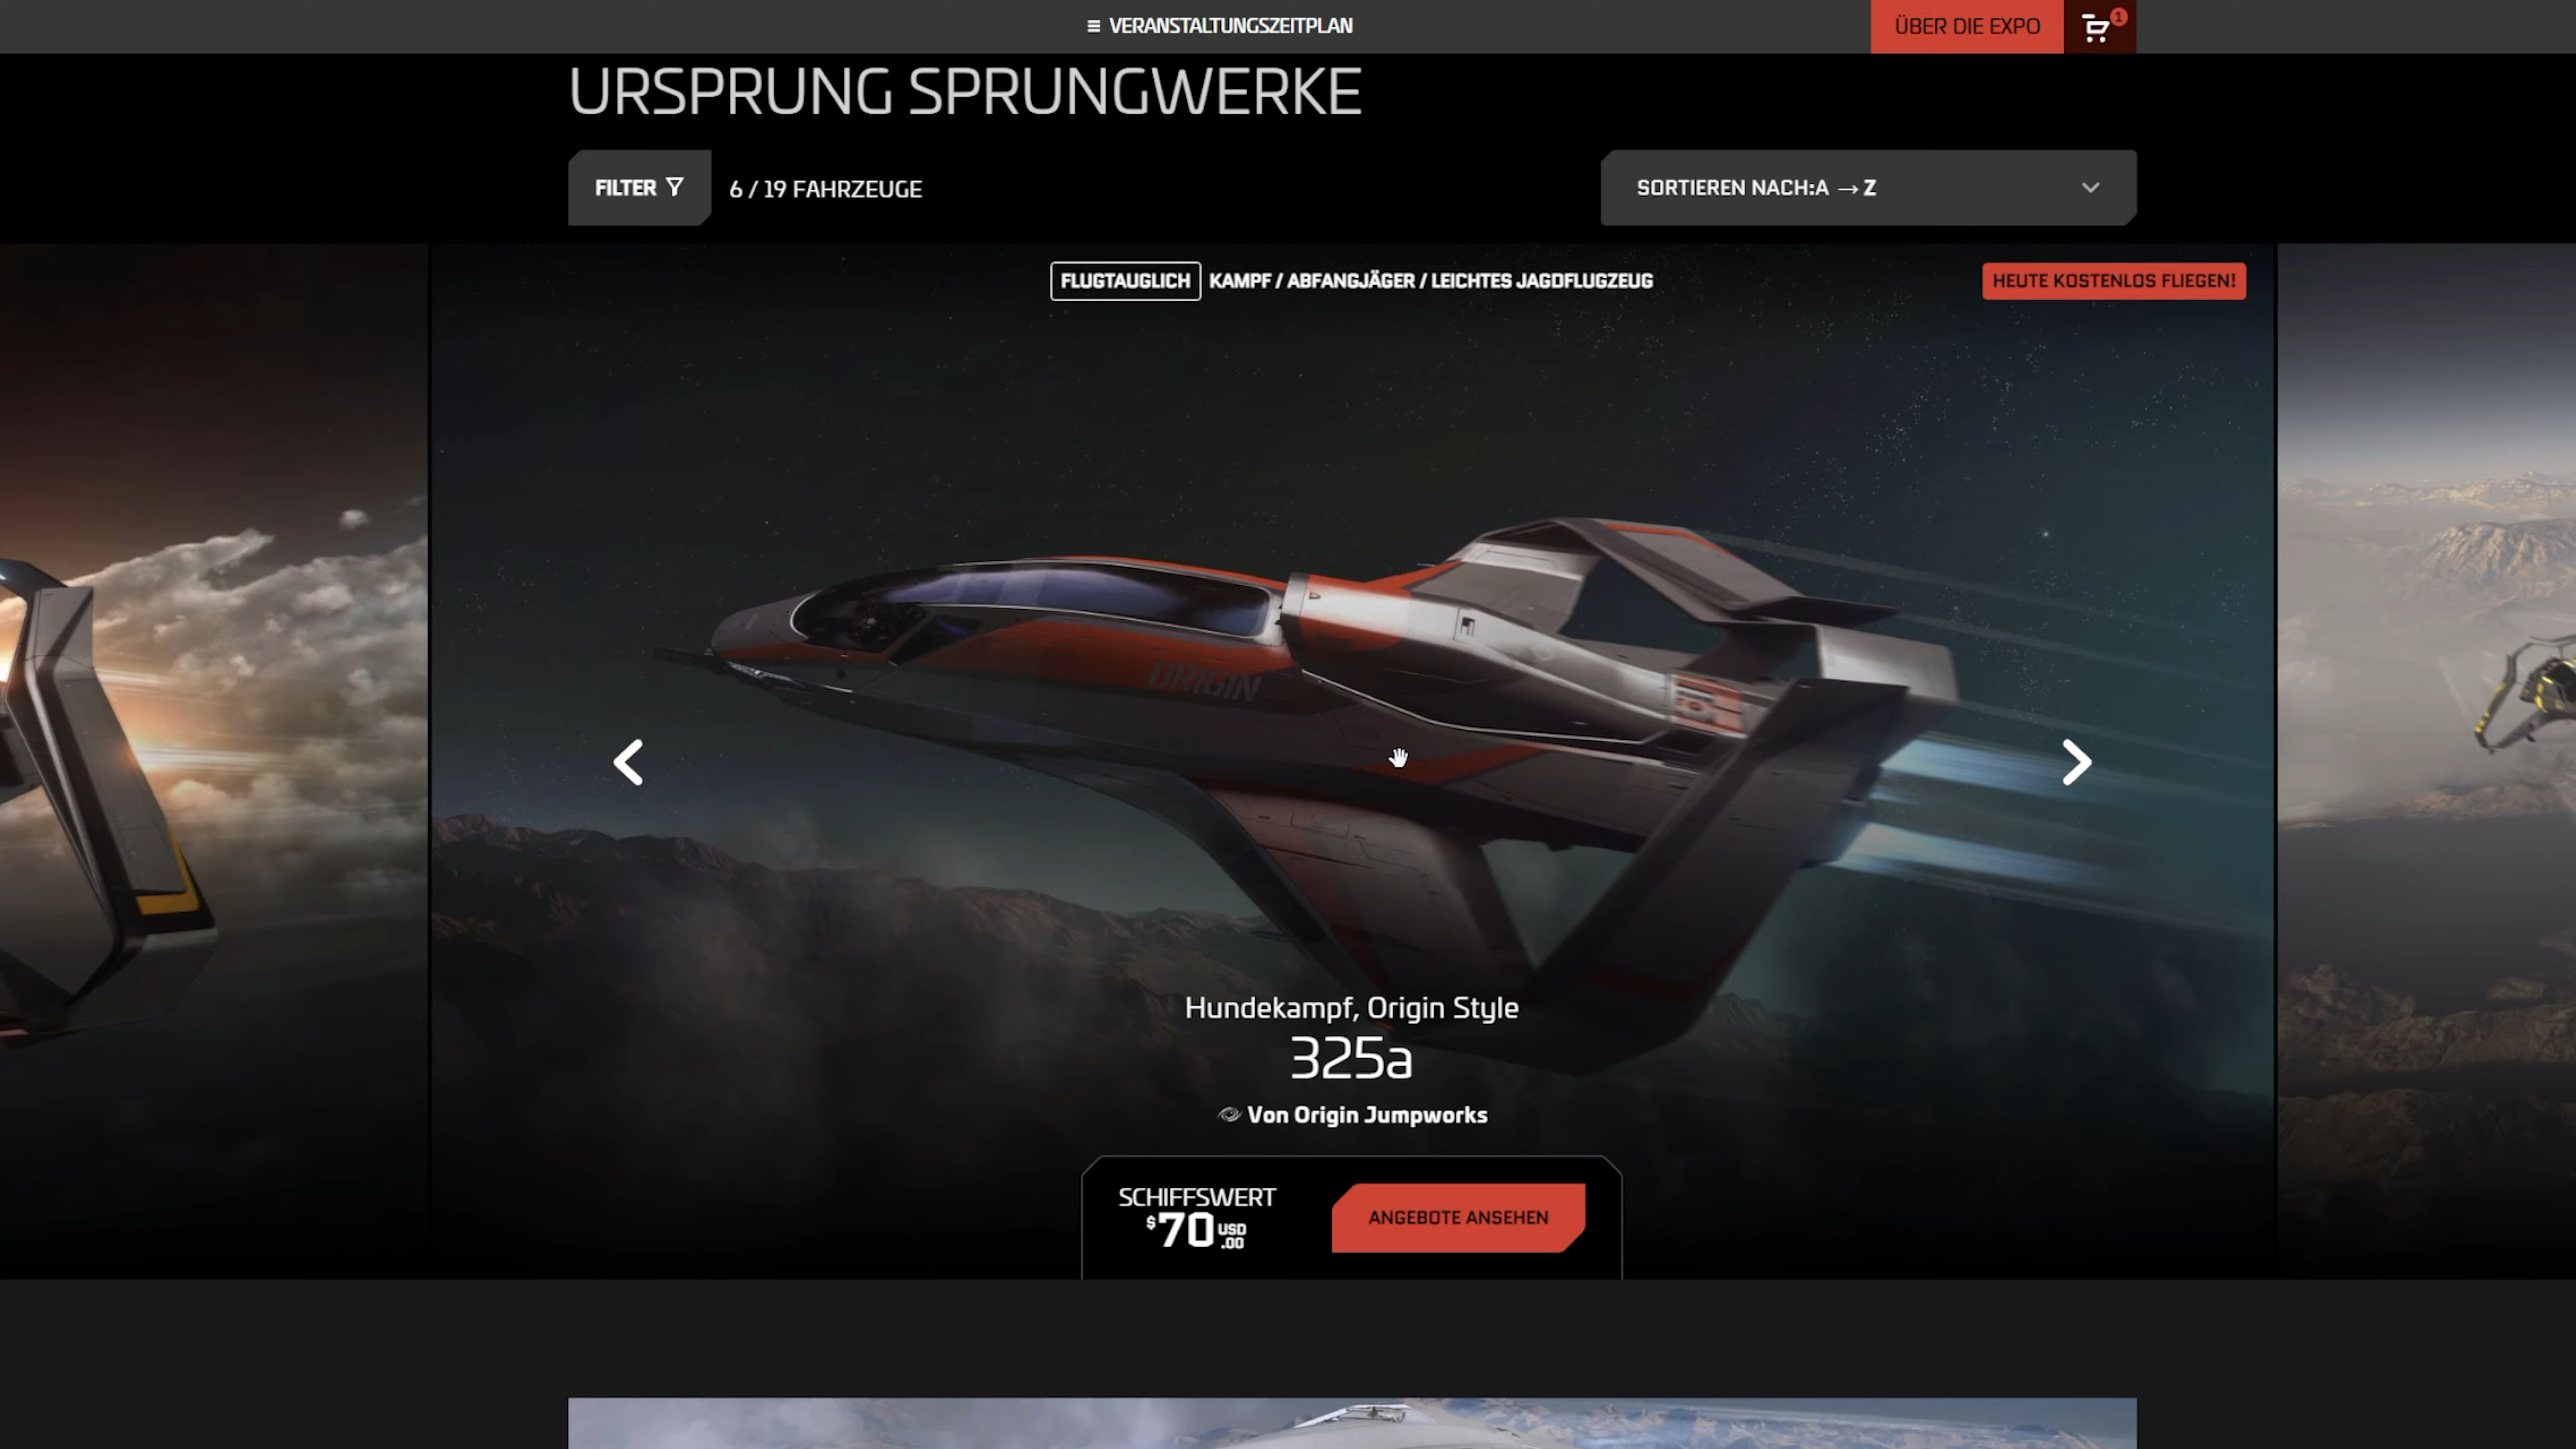 ≡ VERANSTALTUNGSZEITPLAN
ÜBER DIE EXPO
1
URSPRUNG SPRUNGWERKE
FILTER
6 / 19 FAHRZEUGE
SORTIEREN NACH:A → Z
FLUGTAUGLICH
KAMPF / ABFANGJÄGER / LEICHTES JAGDFLUGZEUG
HEUTE KOSTENLOS FLIEGEN!
ORIGIN
Hundekampf, Origin Style
325a
Von Origin Jumpworks
SCHIFFSWERT
$70 USD .00
ANGEBOTE ANSEHEN